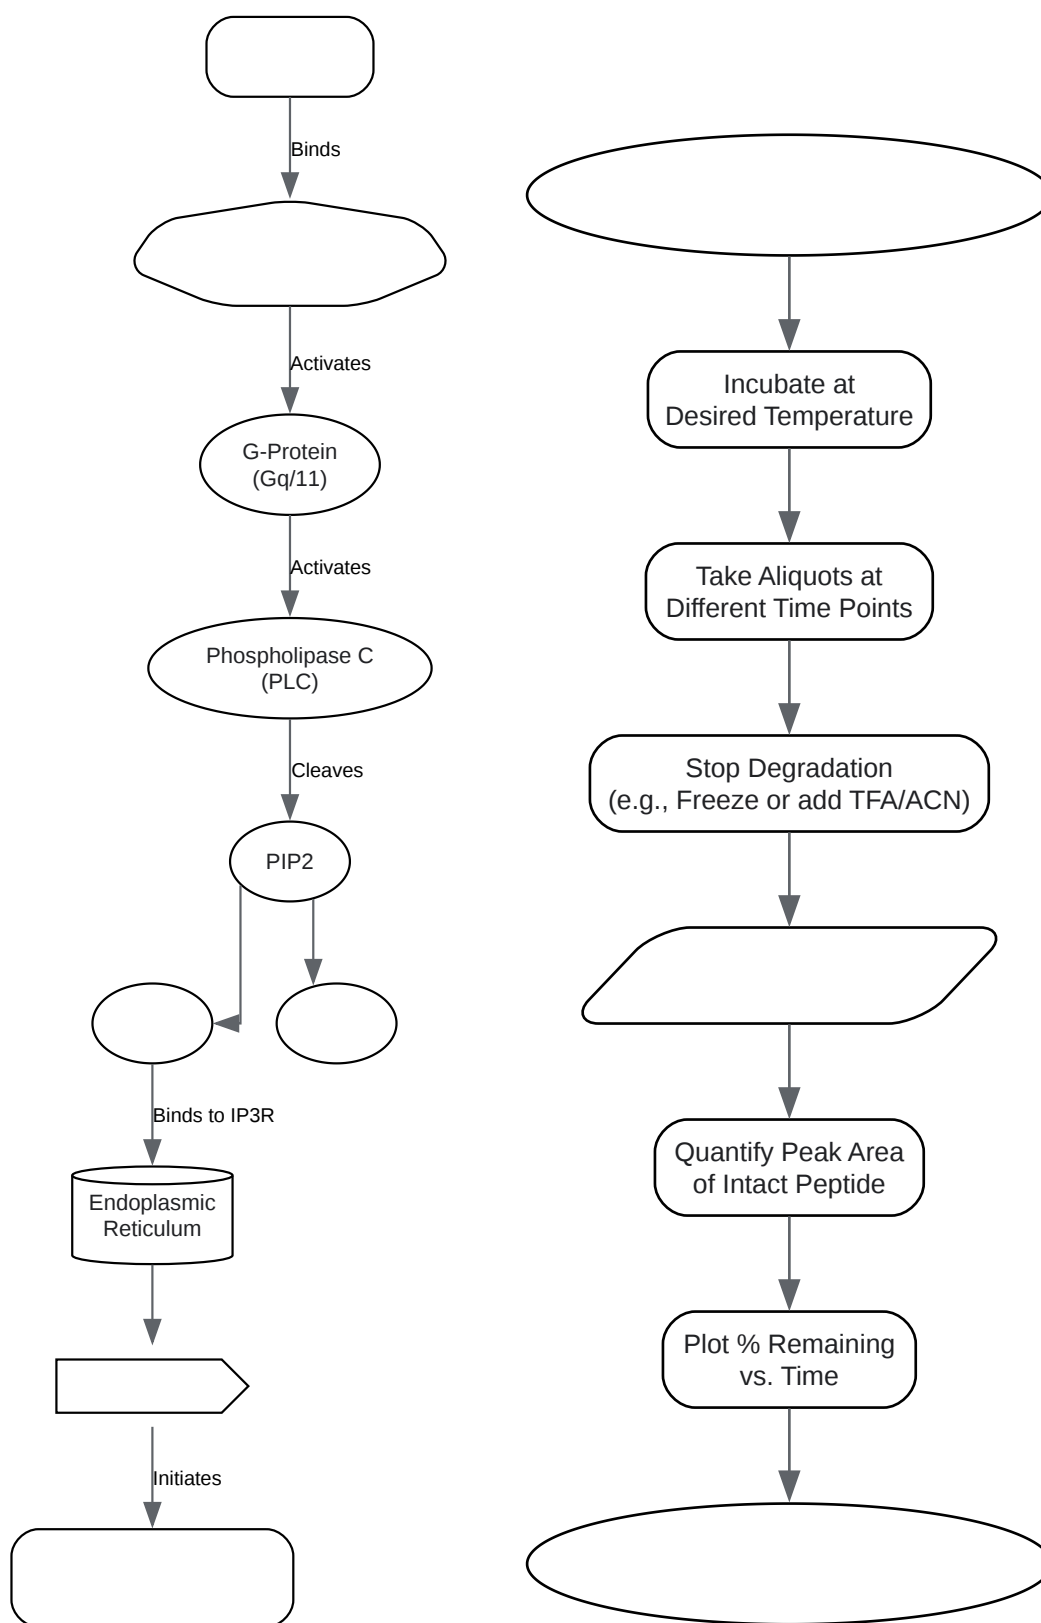 Binds
Activates
G-Protein
(Gq/11)
Activates
Phospholipase C
(PLC)
Cleaves
PIP2
Binds to IP3R
Endoplasmic
Reticulum
Initiates
Incubate at
Desired Temperature
Take Aliquots at
Different Time Points
Stop Degradation
(e.g., Freeze or add TFA/ACN)
Quantify Peak Area
of Intact Peptide
Plot % Remaining
vs. Time